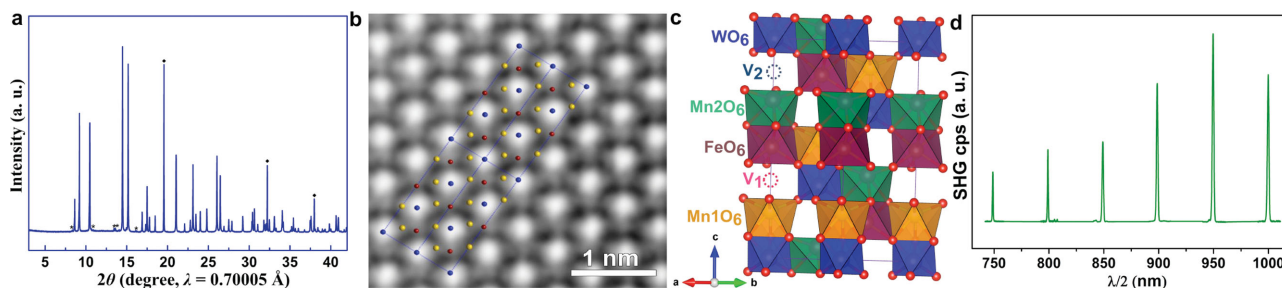 a
Intensity (a. u.)
5
10
15
20
25
30
35
40
2θ (degree, λ = 0.70005 Å)
b
1 nm
c
WO₆
V₂
Mn2O₆
FeO₆
V₁
Mn1O₆
c
a
b
d
SHG cps (a. u.)
750
800
850
900
950
1000
λ/2 (nm)